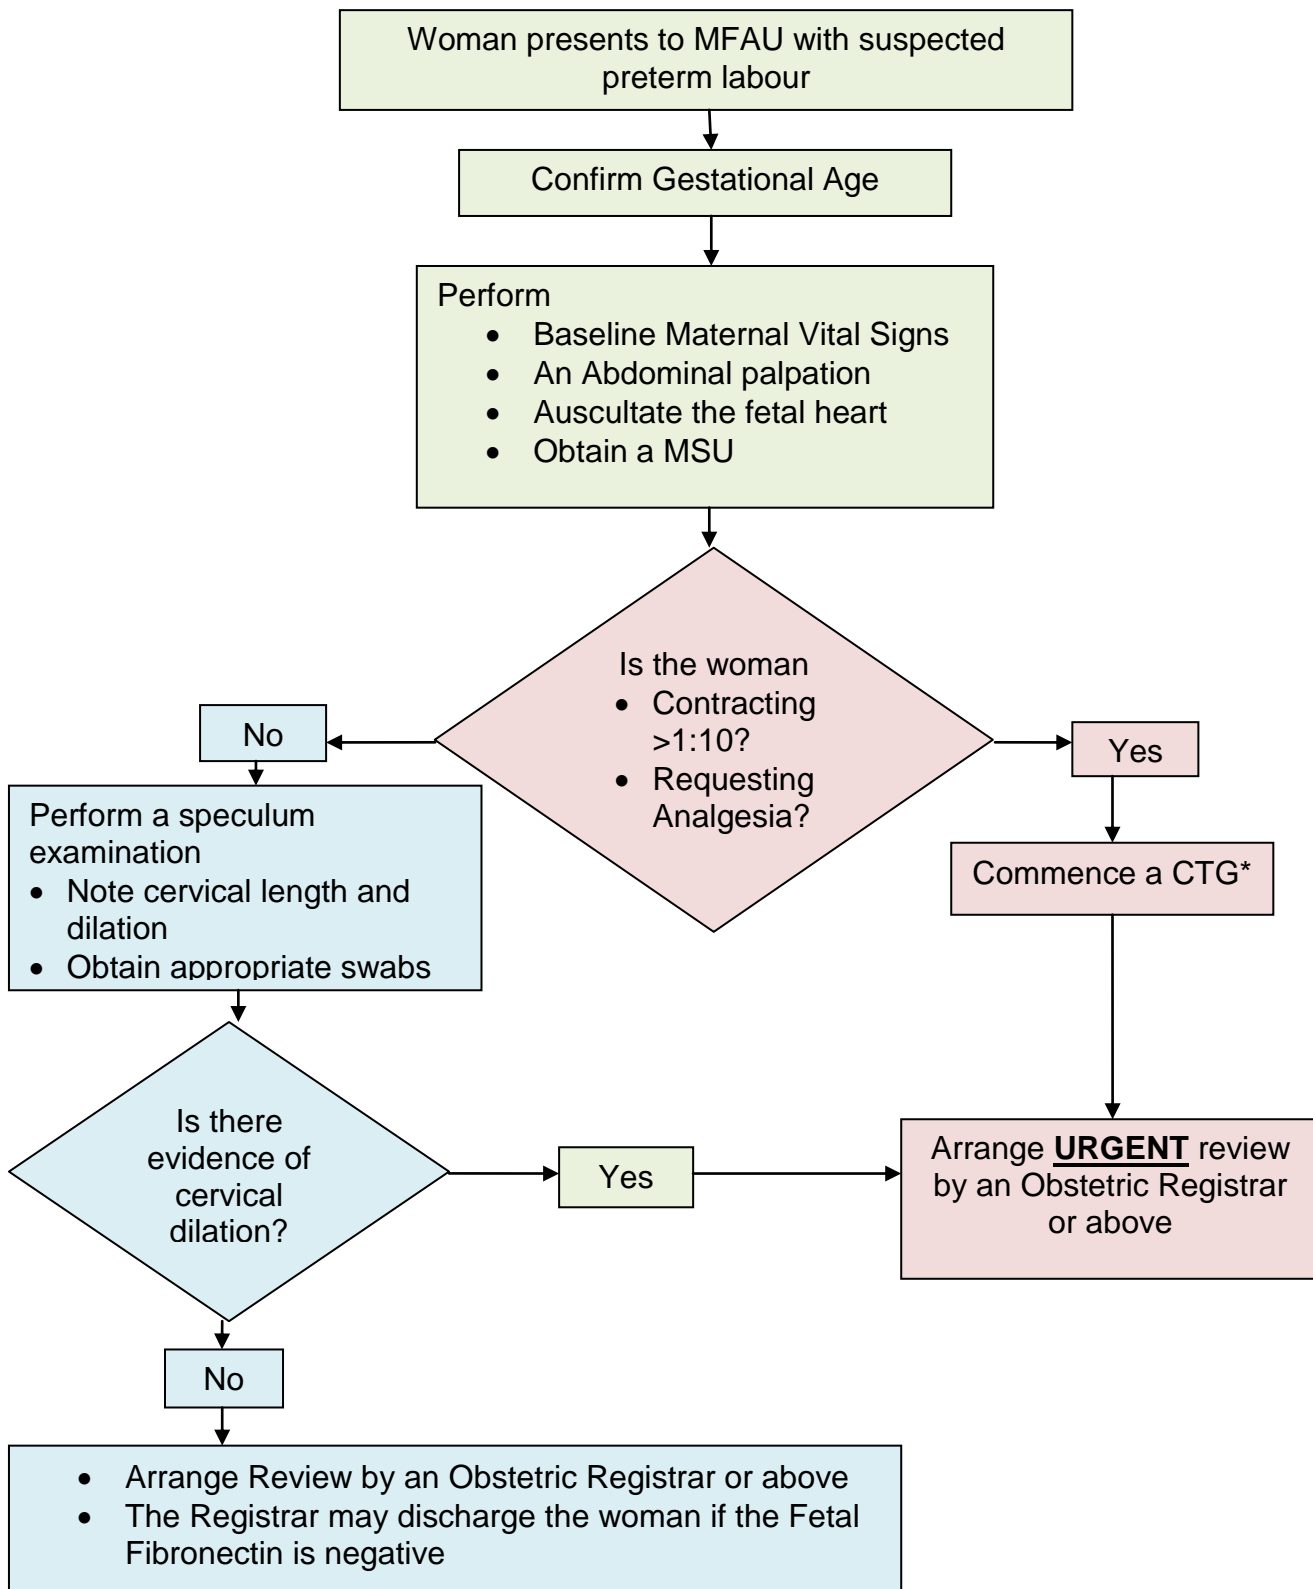 Woman presents to MFAU with suspected
preterm labour
Confirm Gestational Age
Perform
• Baseline Maternal Vital Signs
• An Abdominal palpation
• Auscultate the fetal heart
• Obtain a MSU
Is the woman
• Contracting
>1:10?
• Requesting
Analgesia?
No
Yes
Perform a speculum
examination
• Note cervical length and
dilation
• Obtain appropriate swabs
Commence a CTG*
Is there
evidence of
cervical
dilation?
Yes
Arrange URGENT review
by an Obstetric Registrar
or above
No
• Arrange Review by an Obstetric Registrar or above
• The Registrar may discharge the woman if the Fetal
Fibronectin is negative